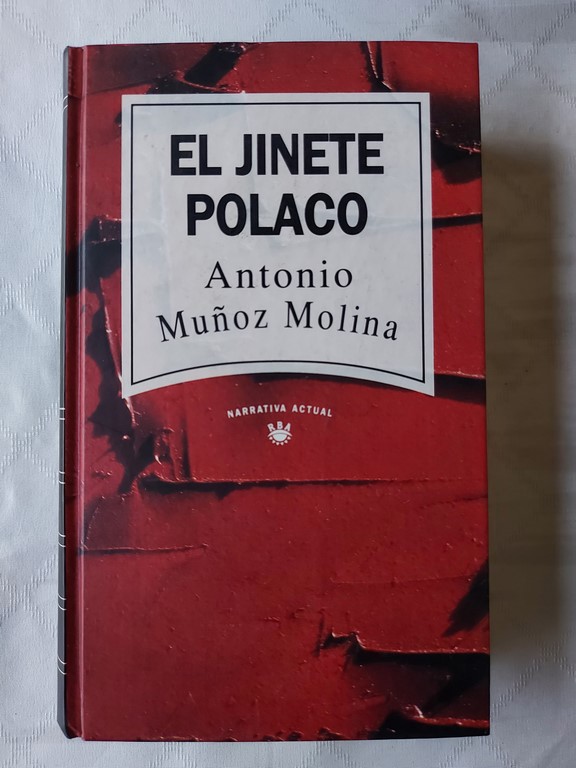 EL JINETE
POLACO
Antonio
Muñoz Molina
NARRATIVA ACTUAL
RBA